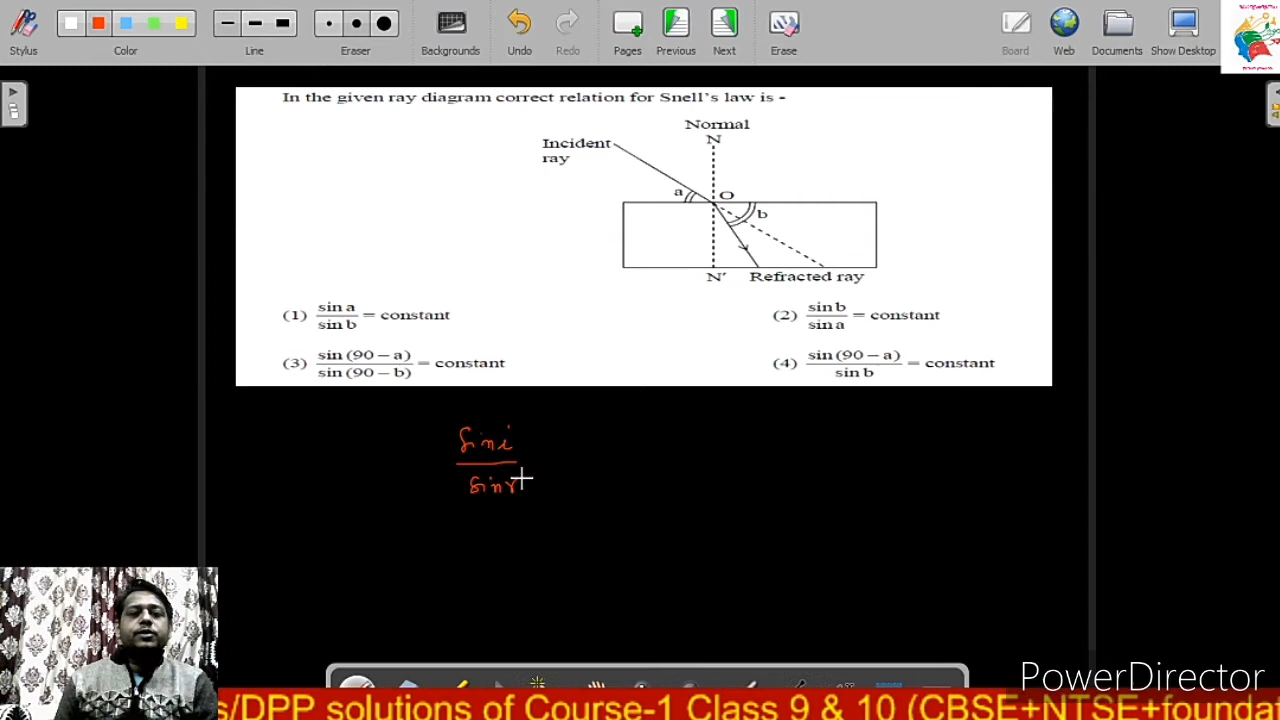 Stylus Color Line Eraser Backgrounds Undo Redo Pages Previous Next Erase Board Web Documents Show Desktop
In the given ray diagram correct relation for Snell's law is -
Normal
N
Incident
ray
a O
b
N′ Refracted ray
(1) sin a / sin b = constant (2) sin b / sin a = constant
(3) sin (90 – a) / sin (90 – b) = constant (4) sin (90 – a) / sin b = constant
sin i
sin r
PowerDirector
s/DPP solutions of Course-1 Class 9 & 10 (CBSE+NTSE+founda